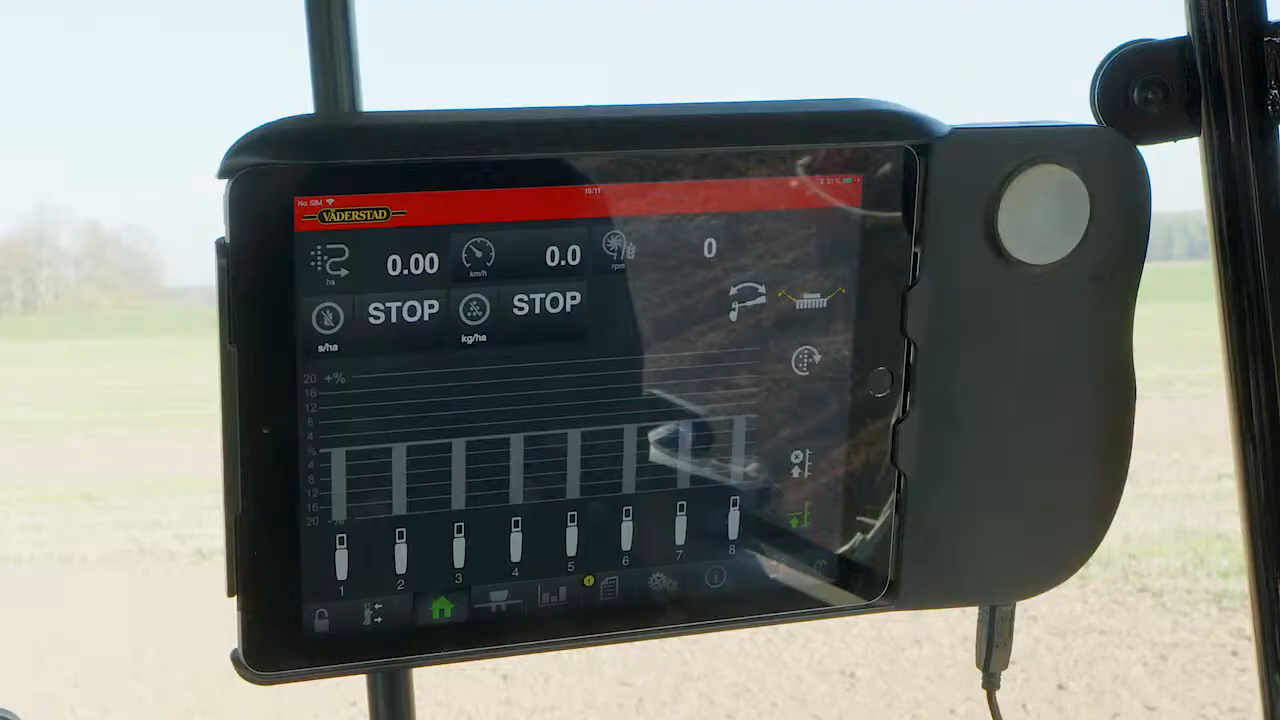 No SIM
15:11
VÄDERSTAD
0.00
ha
0.0
km/h
0
rpm
STOP
s/ha
STOP
kg/ha
20 +%
16
12
8
4
%
4
8
12
16
20 -%
1 2 3 4 5 6 7 8